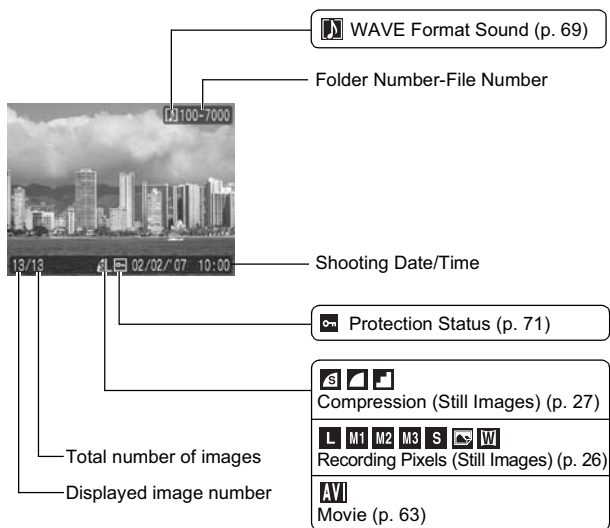 WAVE Format Sound (p. 69)
Folder Number-File Number
100-7000
13/13 L 02/02/'07 10:00
Shooting Date/Time
Protection Status (p. 71)
S
Compression (Still Images) (p. 27)
L M1 M2 M3 S W
Recording Pixels (Still Images) (p. 26)
Total number of images
AVI
Displayed image number
Movie (p. 63)